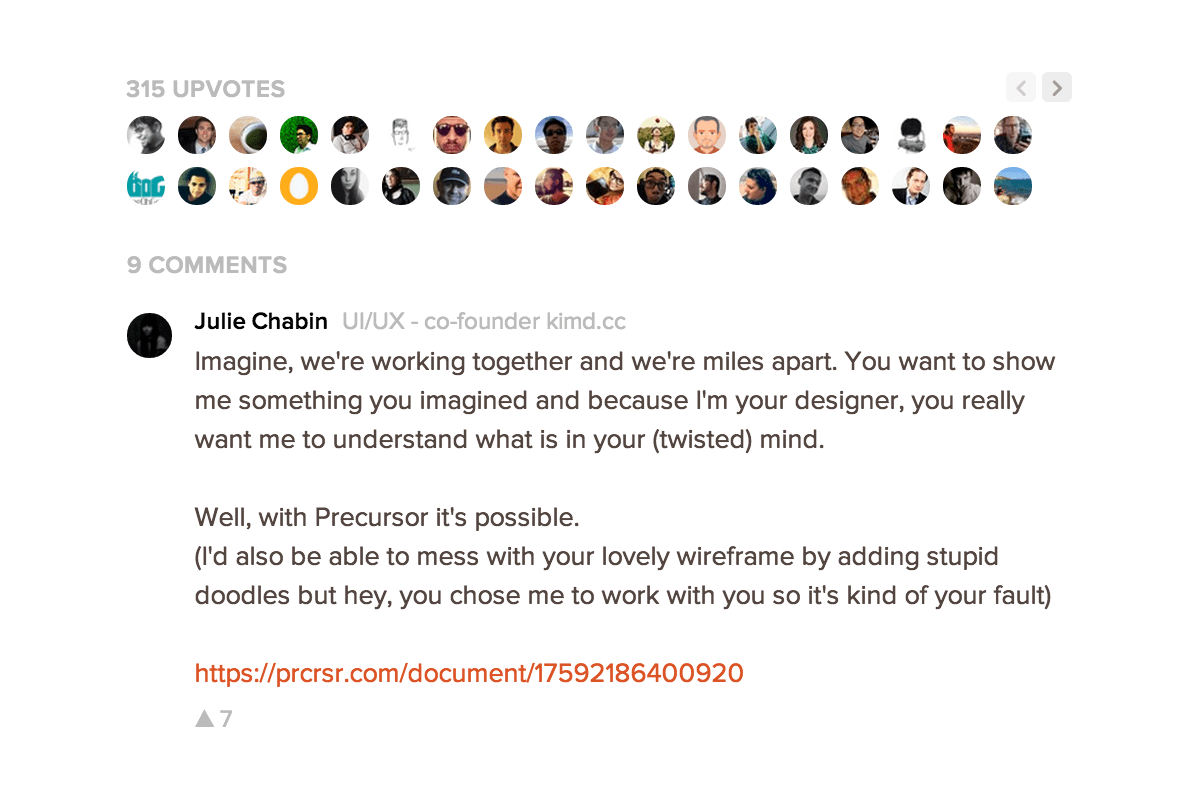 315 UPVOTES
9 COMMENTS
Julie Chabin UI/UX - co-founder kimd.cc
Imagine, we're working together and we're miles apart. You want to show
me something you imagined and because I'm your designer, you really
want me to understand what is in your (twisted) mind.
Well, with Precursor it's possible.
(I'd also be able to mess with your lovely wireframe by adding stupid
doodles but hey, you chose me to work with you so it's kind of your fault)
https://prcrsr.com/document/17592186400920
7